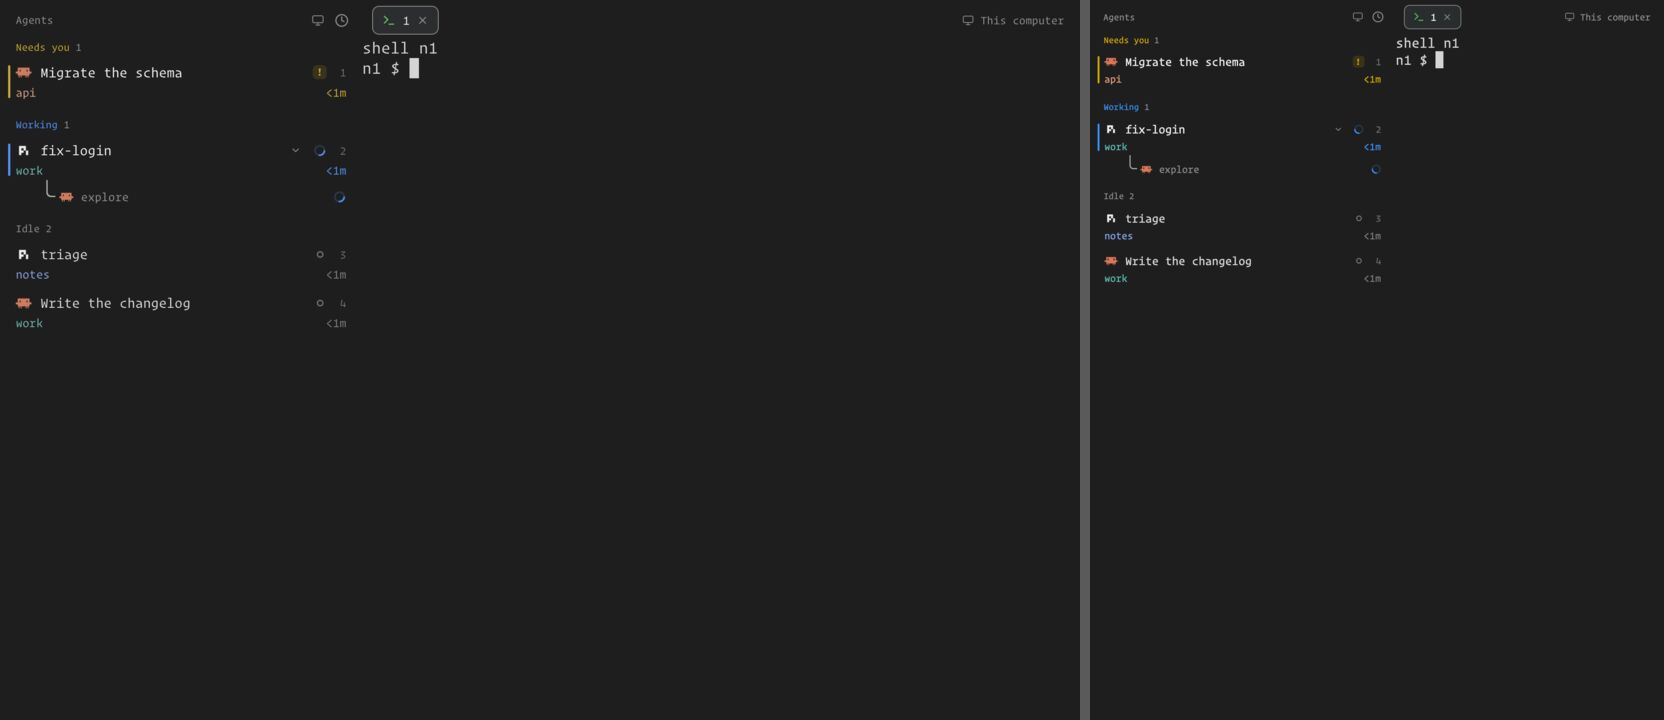 Agents
Needs you 1
Migrate the schema ! 1
api <1m
Working 1
fix-login 2
work <1m
explore
Idle 2
triage 3
notes <1m
Write the changelog 4
work <1m
>_ 1 ×
This computer
shell n1
n1 $
Agents
Needs you 1
Migrate the schema ! 1
api <1m
Working 1
fix-login 2
work <1m
explore
Idle 2
triage 3
notes <1m
Write the changelog 4
work <1m
>_ 1 ×
This computer
shell n1
n1 $